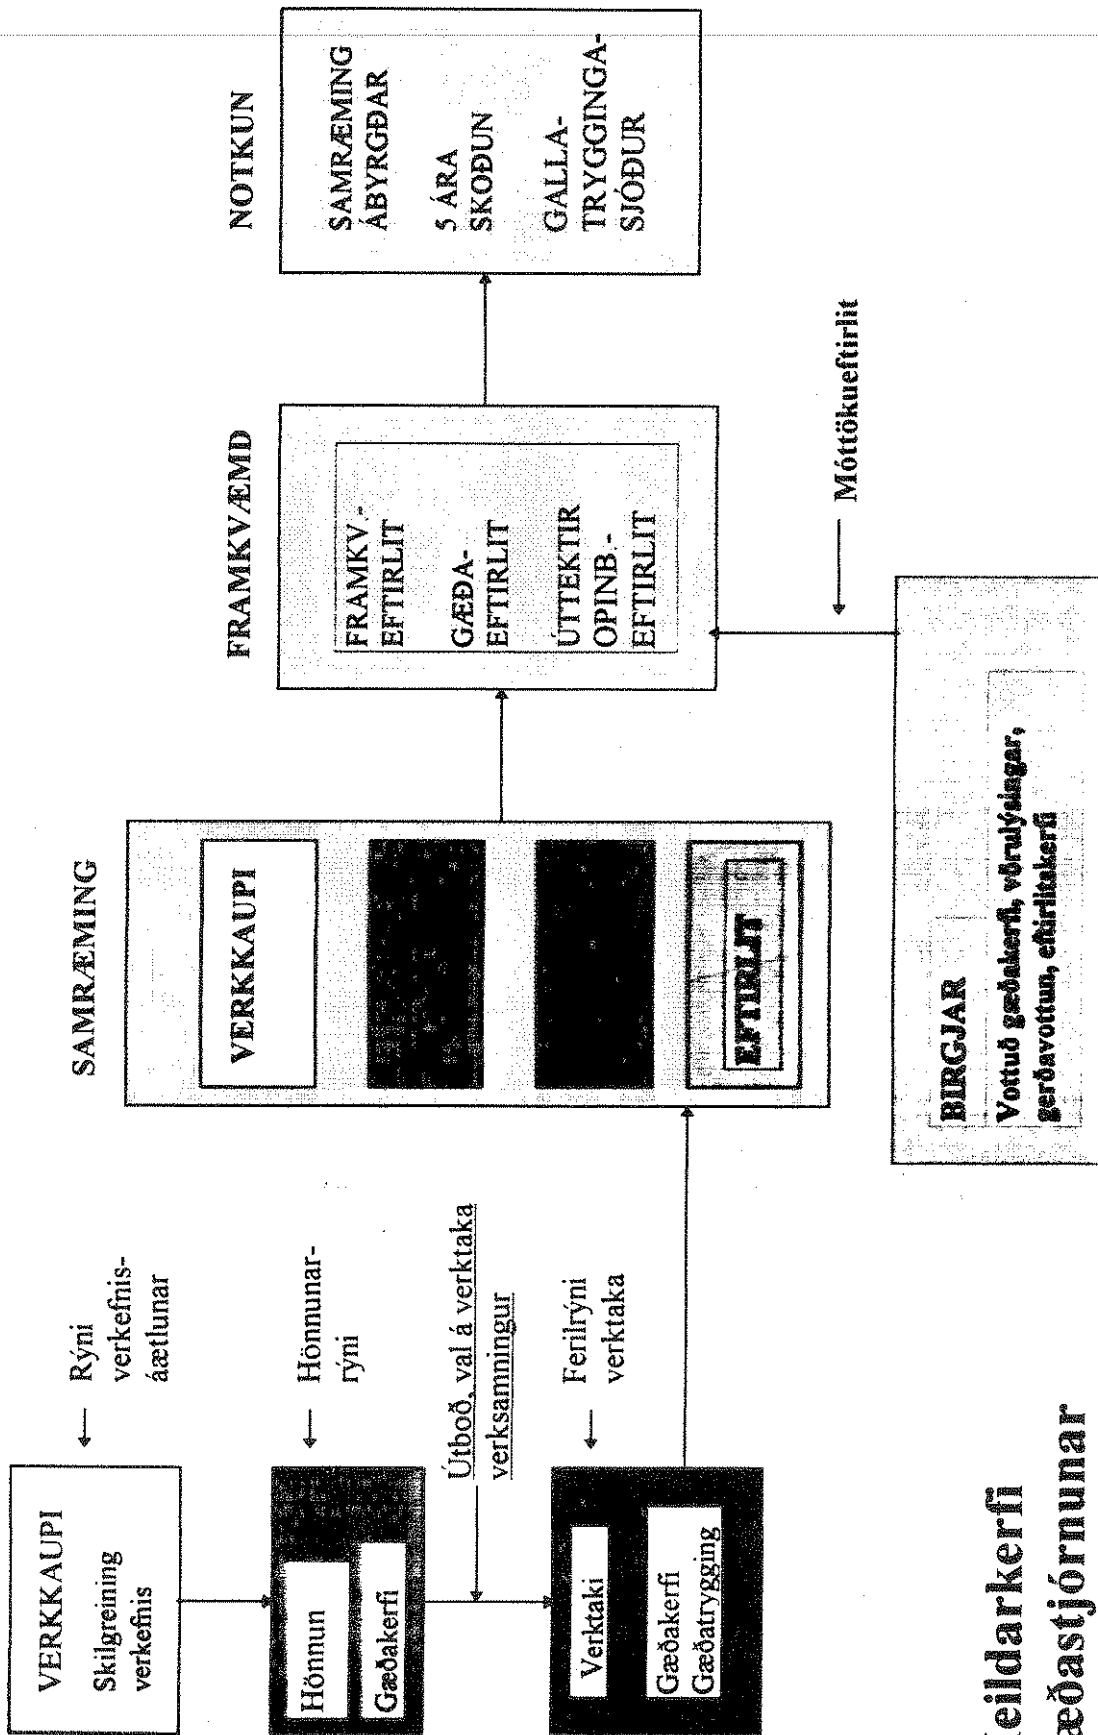 VERKKAUPI
Skilgreining
verkefnis
Rýni
verkefnis-
áætlunar
Hönnun
Gæðakerfi
Hönnunar-
rýni
Útboð, val á verktaka
verksamningur
Verktaki
Gæðakerfi
Gæðatrygging
Ferilrýni
verktaka
SAMRÆMING
VERKKAUPI
EFTIRLIT
FRAMKVÆMD
FRAMKV.-
EFTIRLIT
GÆÐA-
EFTIRLIT
ÚTTEKTIR
OPINB.-
EFTIRLIT
NOTKUN
SAMRÆMING
ÁBYRGÐAR
5 ÁRA
SKOÐUN
GALLA-
TRYGGINGA-
SJÓÐUR
Móttökueftirlit
BIRGJAR
Vottuð gæðakerfi, vörulýsingar,
gerðavottun, eftirlitskerfi
eildarkerfi
æðastjórnunar